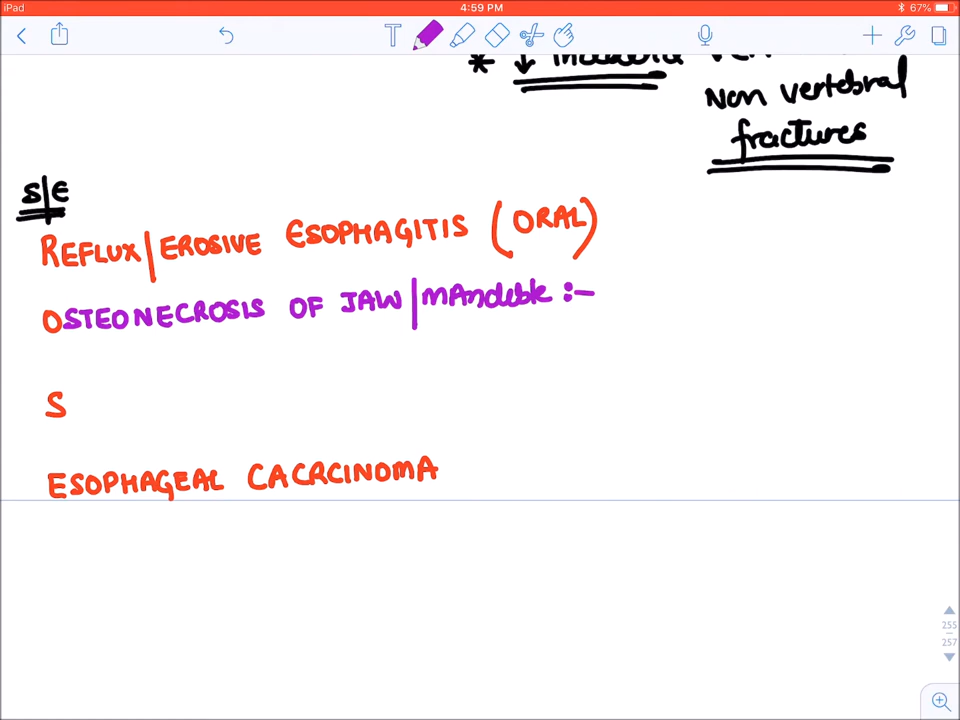 iPad 4:59 PM 67%
T
* ↓
Non vertebral
fractures
S/E
REFLUX/EROSIVE ESOPHAGITIS (ORAL)
OSTEONECROSIS OF JAW/MAndible :-
S
ESOPHAGEAL CACRCINOMA
255
257